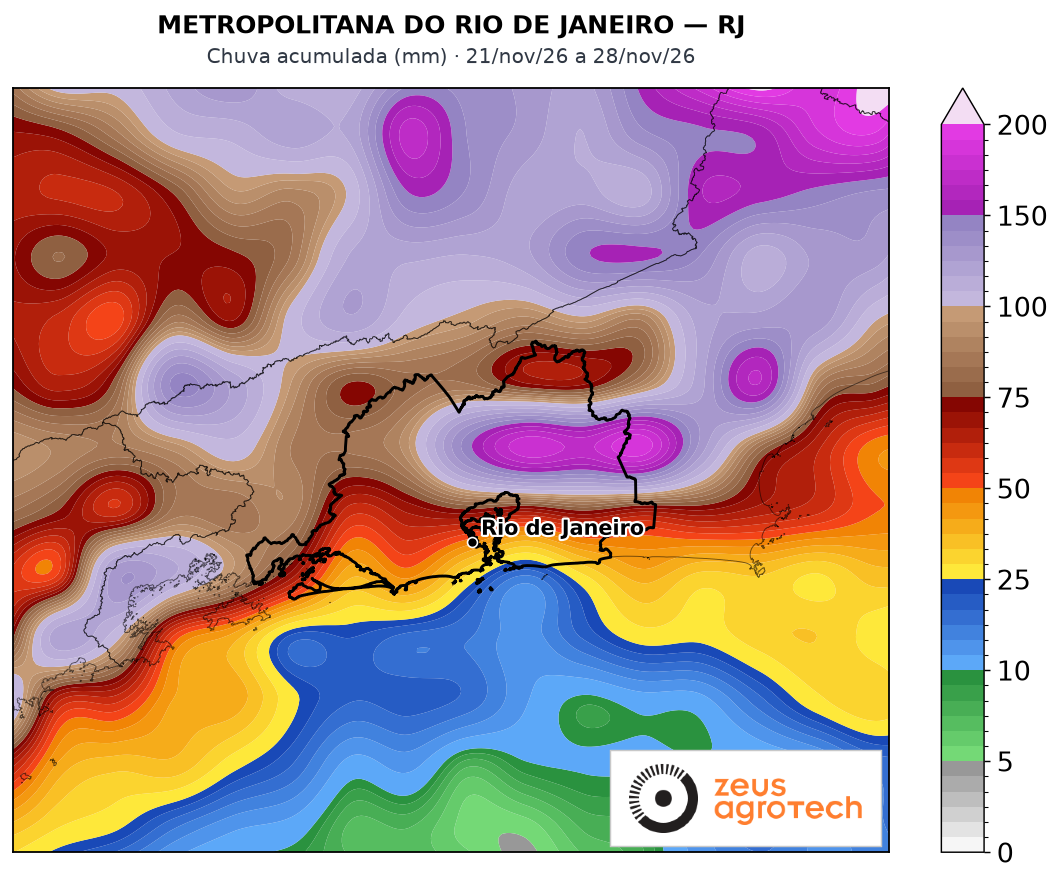 METROPOLITANA DO RIO DE JANEIRO — RJ
Chuva acumulada (mm) · 21/nov/26 a 28/nov/26
200
150
100
75
50
25
10
5
0
Rio de Janeiro
zeus
agrotech